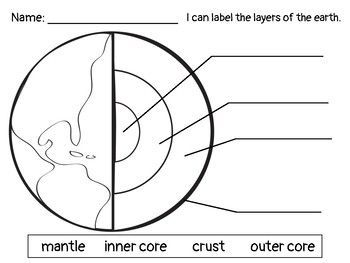 Name: I can label the layers of the earth.
mantle inner core crust outer core